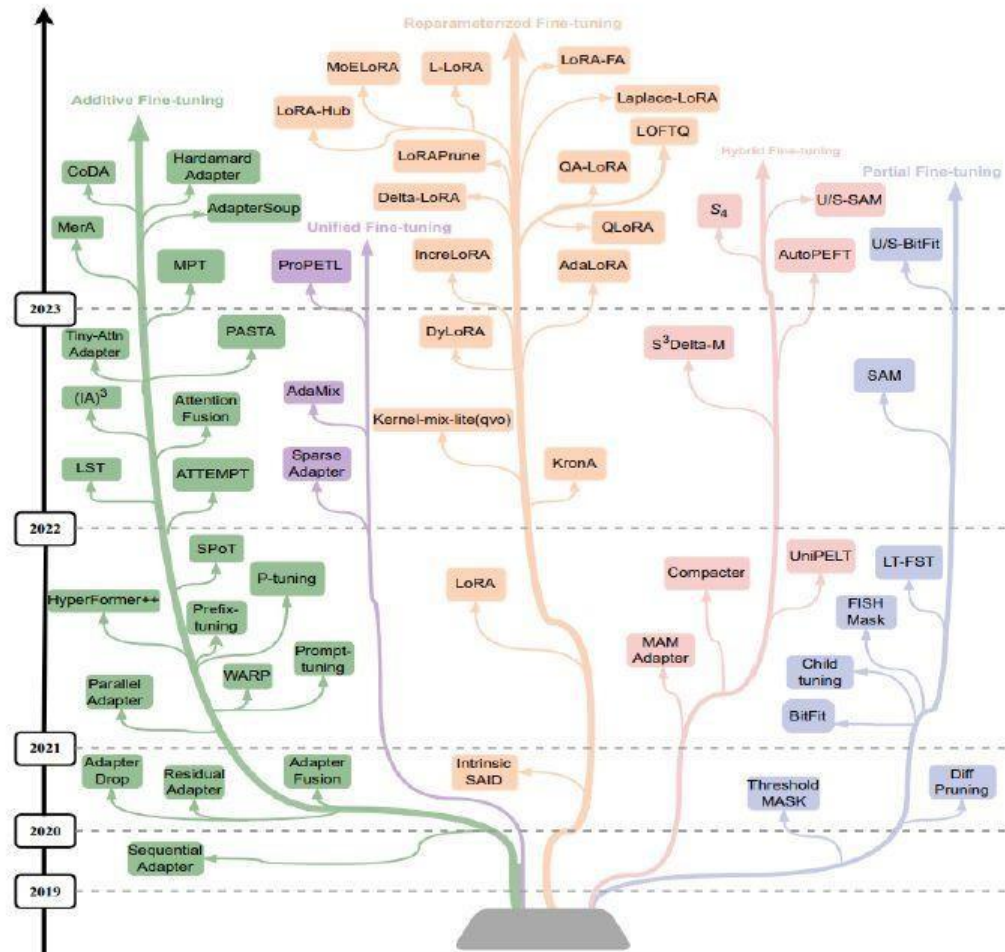 Reparameterized Fine-tuning
MoELoRA
L-LoRA
LoRA-FA
Additive Fine-tuning
LoRA-Hub
Laplace-LoRA
LOFTQ
Hybrid Fine-tuning
Partial Fine-tuning
CoDA
Hardamard
Adapter
LoRAPrune
QA-LoRA
Delta-LoRA
AdapterSoup
S4
U/S-SAM
MerA
Unified Fine-tuning
QLoRA
U/S-BitFit
MPT
ProPETL
IncreLoRA
AdaLoRA
AutoPEFT
2023
Tiny-Attn
Adapter
PASTA
DyLoRA
S³Delta-M
SAM
(IA)³
Attention
Fusion
AdaMix
Kernel-mix-lite(qvo)
LST
ATTEMPT
Sparse
Adapter
KronA
2022
SPoT
P-tuning
LoRA
Compacter
UniPELT
LT-FST
HyperFormer++
Prefix-
tuning
FISH
Mask
Prompt-
tuning
MAM
Adapter
Child
tuning
WARP
Parallel
Adapter
BitFit
2021
Adapter
Drop
Residual
Adapter
Adapter
Fusion
Intrinsic
SAID
Threshold
MASK
Diff
Pruning
2020
Sequential
Adapter
2019